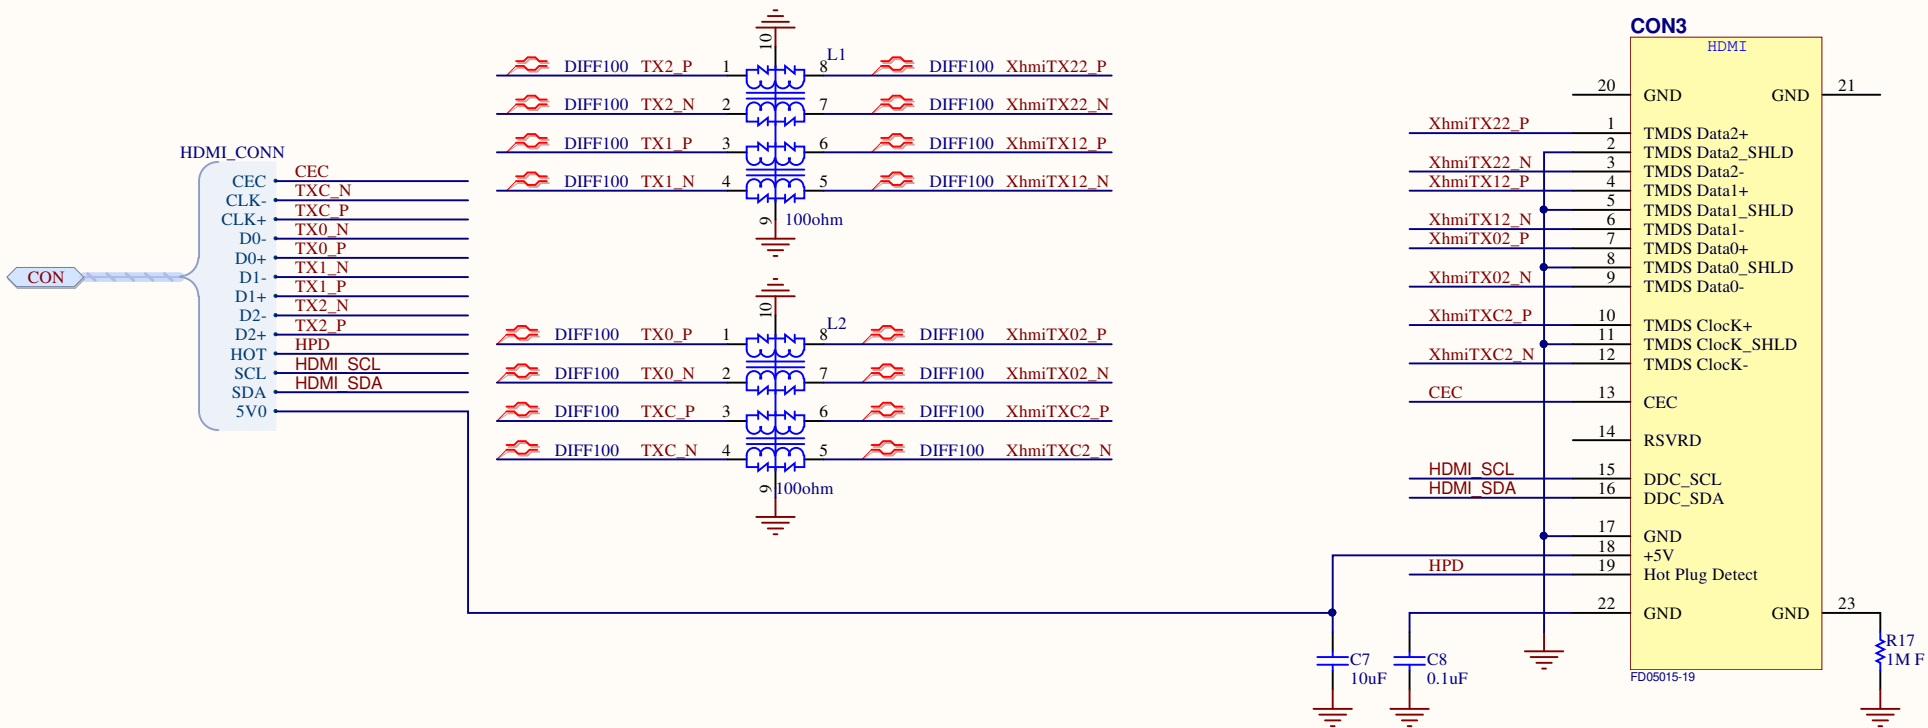 CON
HDMI_CONN
CEC CEC
CLK- TXC_N
CLK+ TXC_P
D0- TX0_N
D0+ TX0_P
D1- TX1_N
D1+ TX1_P
D2- TX2_N
D2+ TX2_P
HOT HPD
SCL HDMI_SCL
SDA HDMI_SDA
5V0
10
L1
DIFF100 TX2_P 1 8 DIFF100 XhmiTX22_P
DIFF100 TX2_N 2 7 DIFF100 XhmiTX22_N
DIFF100 TX1_P 3 6 DIFF100 XhmiTX12_P
DIFF100 TX1_N 4 5 DIFF100 XhmiTX12_N
9 100ohm
10
L2
DIFF100 TX0_P 1 8 DIFF100 XhmiTX02_P
DIFF100 TX0_N 2 7 DIFF100 XhmiTX02_N
DIFF100 TXC_P 3 6 DIFF100 XhmiTXC2_P
DIFF100 TXC_N 4 5 DIFF100 XhmiTXC2_N
9 100ohm
CON3
HDMI
20 GND GND 21
XhmiTX22_P 1 TMDS Data2+
2 TMDS Data2_SHLD
XhmiTX22_N 3 TMDS Data2-
XhmiTX12_P 4 TMDS Data1+
5 TMDS Data1_SHLD
XhmiTX12_N 6 TMDS Data1-
XhmiTX02_P 7 TMDS Data0+
8 TMDS Data0_SHLD
XhmiTX02_N 9 TMDS Data0-
XhmiTXC2_P 10 TMDS ClocK+
11 TMDS ClocK_SHLD
XhmiTXC2_N 12 TMDS ClocK-
CEC 13 CEC
14 RSVRD
HDMI_SCL 15 DDC_SCL
HDMI_SDA 16 DDC_SDA
17 GND
18 +5V
HPD 19 Hot Plug Detect
22 GND GND 23
C7
10uF
C8
0.1uF
R17
1M F
FD05015-19